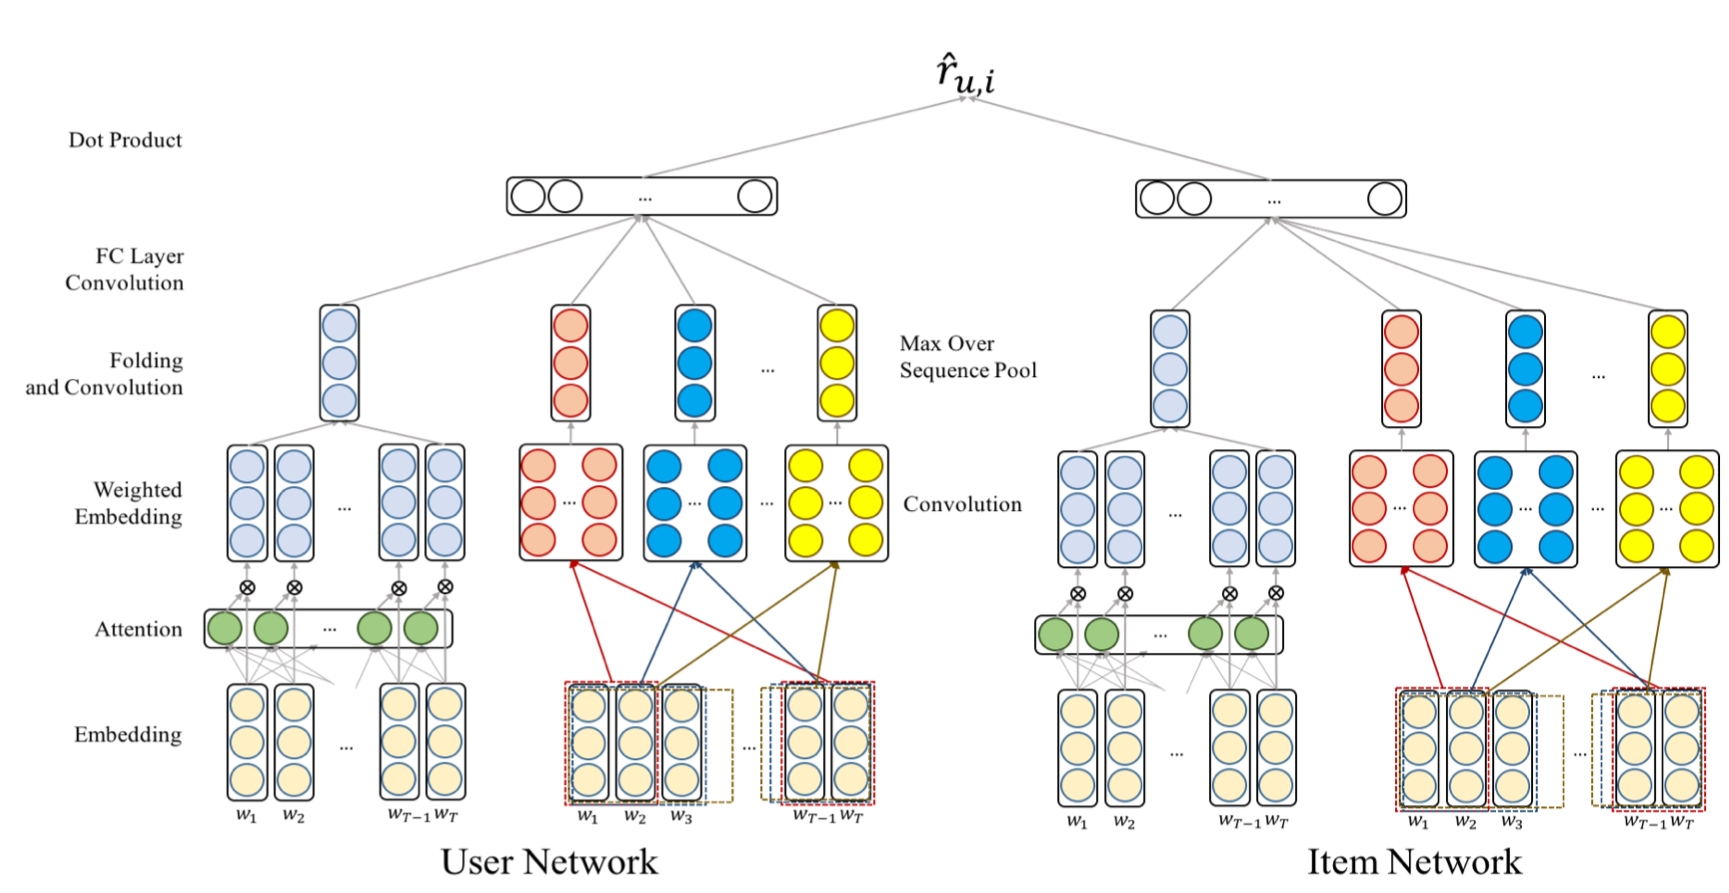 r̂u,i
Dot Product
...
...
FC Layer
Convolution
Folding
and Convolution
...
Max Over
Sequence Pool
...
Weighted
Embedding
...
...
...
...
...
Convolution
...
...
...
...
...
Attention
...
...
Embedding
...
...
...
...
w1 w2 wT−1 wT w1 w2 w3 wT−1 wT w1 w2 wT−1 wT w1 w2 w3 wT−1 wT
User Network
Item Network